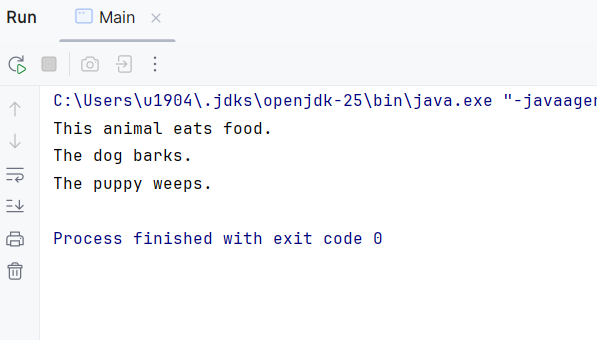 Run
Main
C:\Users\u1904\.jdks\openjdk-25\bin\java.exe "-javaagen
This animal eats food.
The dog barks.
The puppy weeps.
Process finished with exit code 0